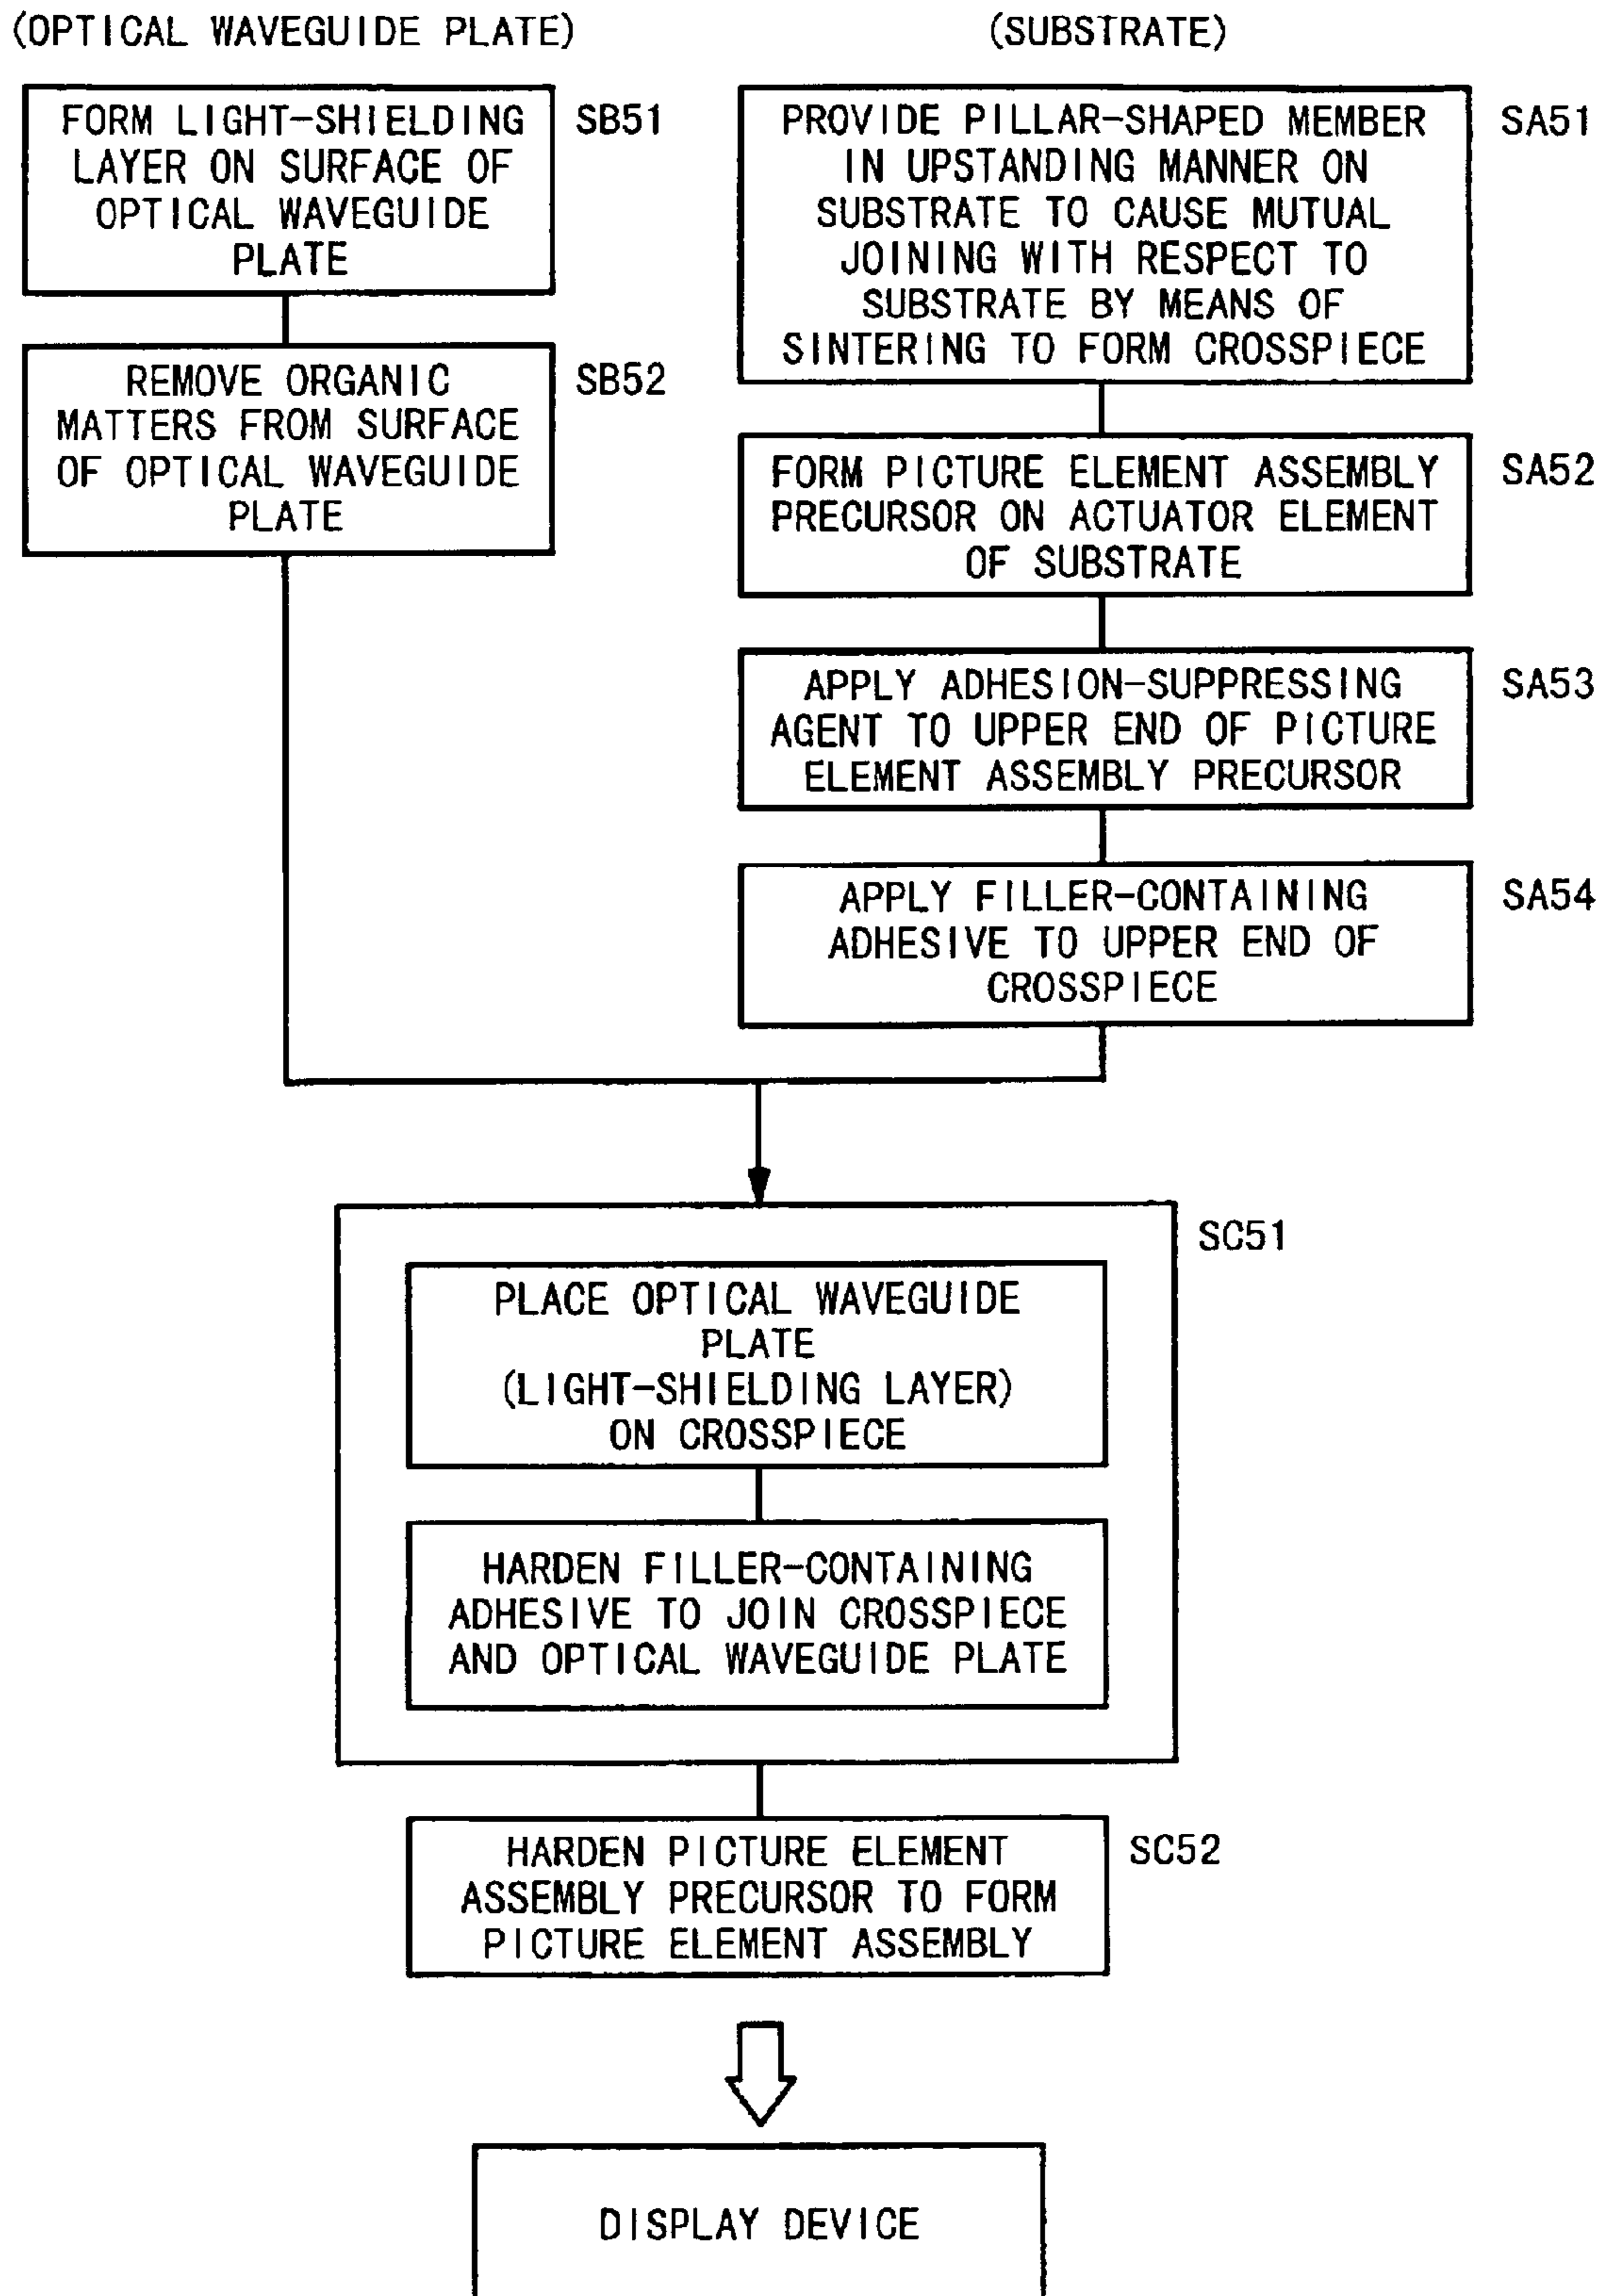 (OPTICAL WAVEGUIDE PLATE)
FORM LIGHT-SHIELDING
LAYER ON SURFACE OF
OPTICAL WAVEGUIDE
PLATE
SB51
REMOVE ORGANIC
MATTERS FROM SURFACE
OF OPTICAL WAVEGUIDE
PLATE
SB52
(SUBSTRATE)
PROVIDE PILLAR-SHAPED MEMBER
IN UPSTANDING MANNER ON
SUBSTRATE TO CAUSE MUTUAL
JOINING WITH RESPECT TO
SUBSTRATE BY MEANS OF
SINTERING TO FORM CROSSPIECE
SA51
FORM PICTURE ELEMENT ASSEMBLY
PRECURSOR ON ACTUATOR ELEMENT
OF SUBSTRATE
SA52
APPLY ADHESION-SUPPRESSING
AGENT TO UPPER END OF PICTURE
ELEMENT ASSEMBLY PRECURSOR
SA53
APPLY FILLER-CONTAINING
ADHESIVE TO UPPER END OF
CROSSPIECE
SA54
SC51
PLACE OPTICAL WAVEGUIDE
PLATE
(LIGHT-SHIELDING LAYER)
ON CROSSPIECE
HARDEN FILLER-CONTAINING
ADHESIVE TO JOIN CROSSPIECE
AND OPTICAL WAVEGUIDE PLATE
HARDEN PICTURE ELEMENT
ASSEMBLY PRECURSOR TO FORM
PICTURE ELEMENT ASSEMBLY
SC52
DISPLAY DEVICE